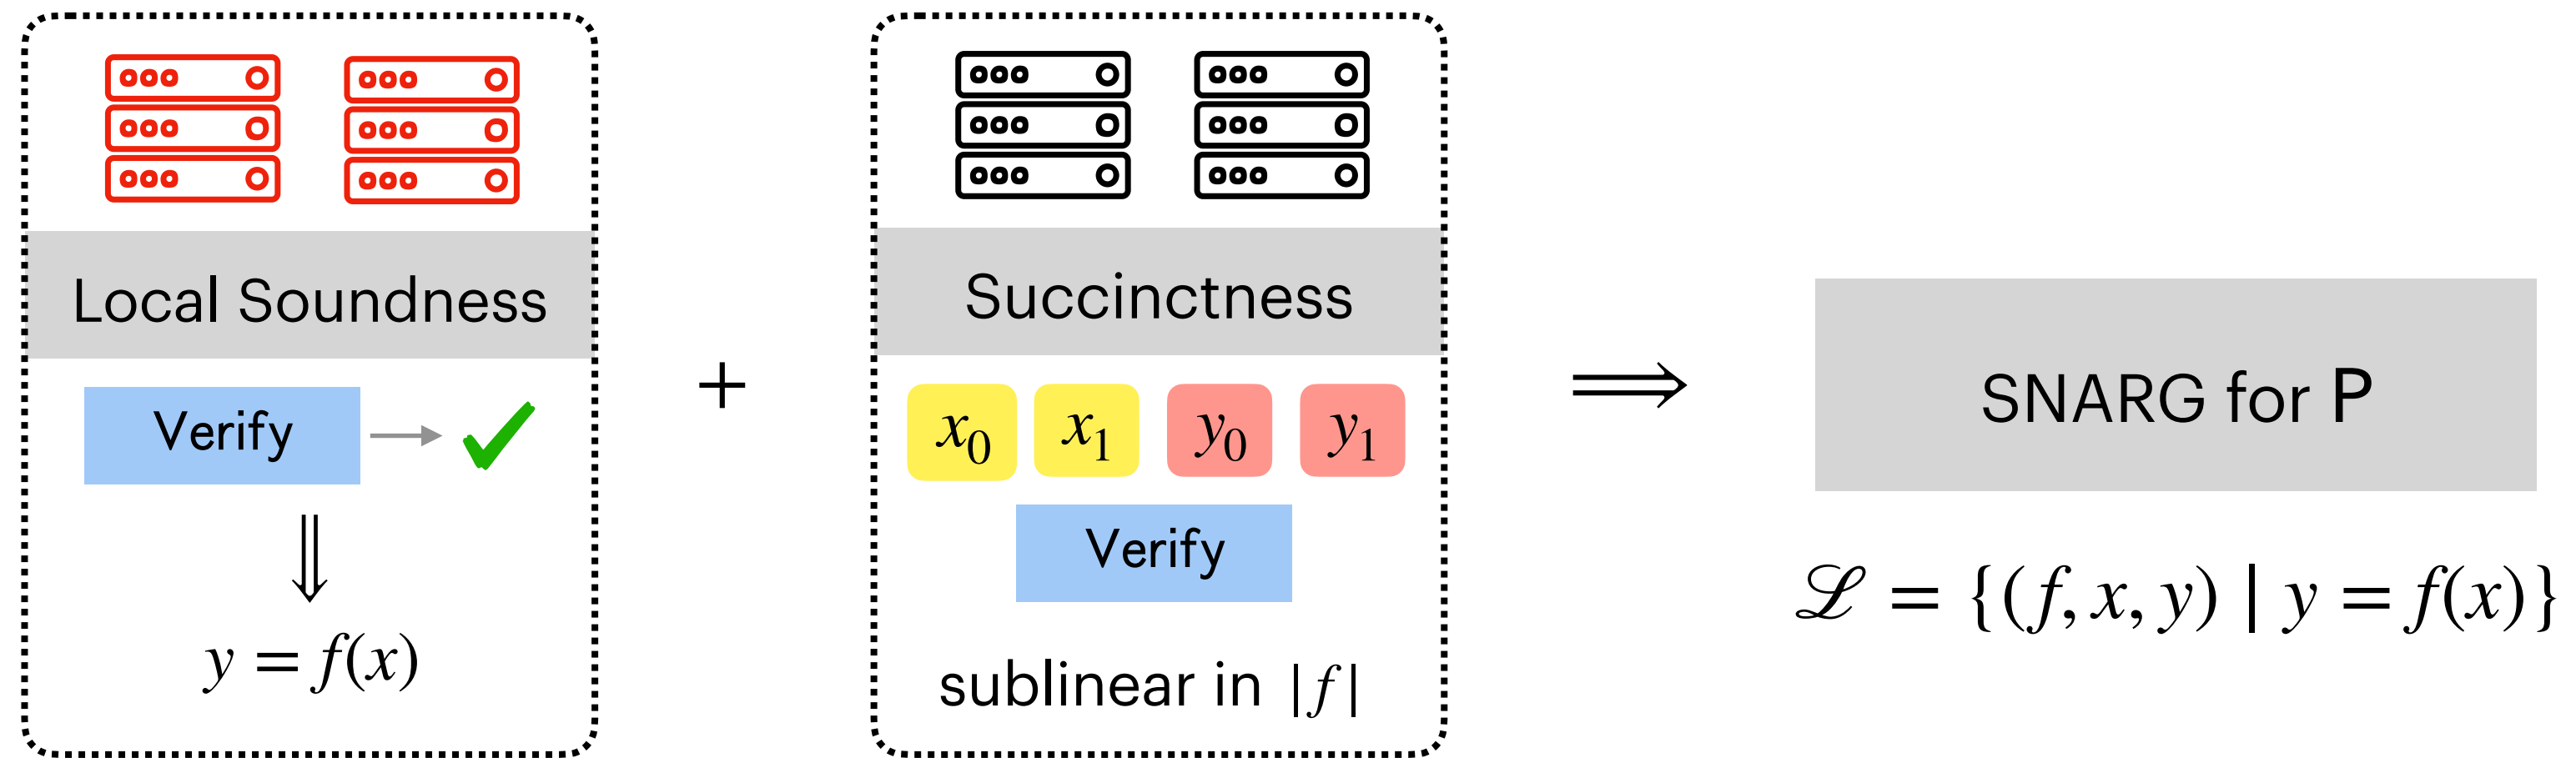 Local Soundness
Verify
y = f(x)
+
Succinctness
x₀ x₁ y₀ y₁
Verify
sublinear in |f|
⟹
SNARG for P
ℒ = {(f, x, y) | y = f(x)}